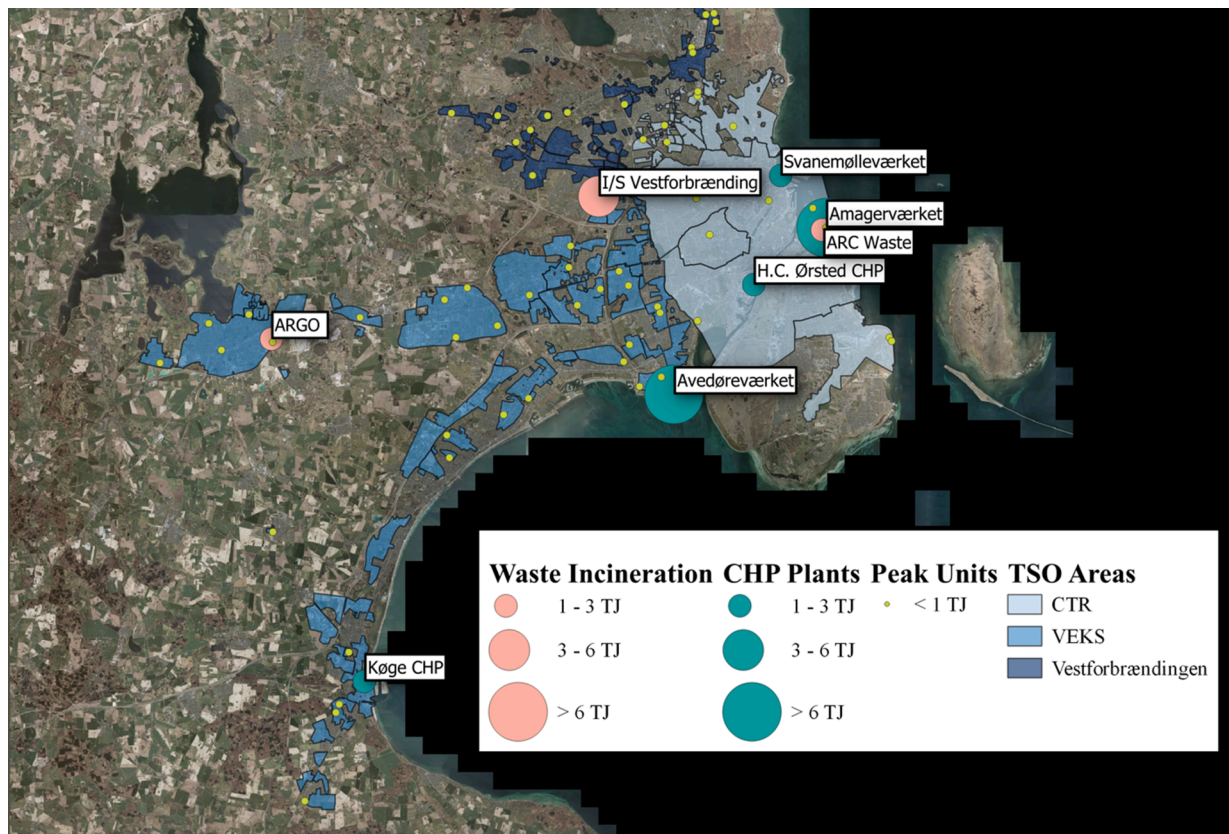 Svanemølleværket
I/S Vestforbrænding
Amagerværket
ARC Waste
H.C. Ørsted CHP
ARGO
Avedøreværket
Køge CHP
Waste Incineration
1 - 3 TJ
3 - 6 TJ
> 6 TJ
CHP Plants
1 - 3 TJ
3 - 6 TJ
> 6 TJ
Peak Units
< 1 TJ
TSO Areas
CTR
VEKS
Vestforbrændingen